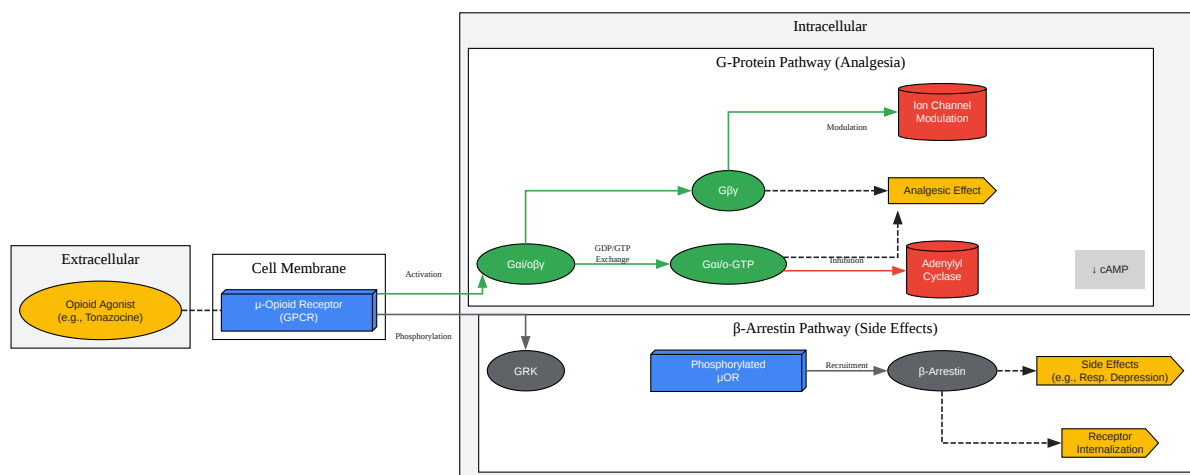 Intracellular
G-Protein Pathway (Analgesia)
Ion Channel
Modulation
Modulation
Gβγ
Analgesic Effect
Extracellular
Opioid Agonist
(e.g., Tonazocine)
Cell Membrane
μ-Opioid Receptor
(GPCR)
Activation
Phosphorylation
Gαi/oβγ
GDP/GTP
Exchange
Gαi/o-GTP
Inhibition
Adenylyl
Cyclase
↓ cAMP
β-Arrestin Pathway (Side Effects)
GRK
Phosphorylated
μOR
Recruitment
β-Arrestin
Side Effects
(e.g., Resp. Depression)
Receptor
Internalization